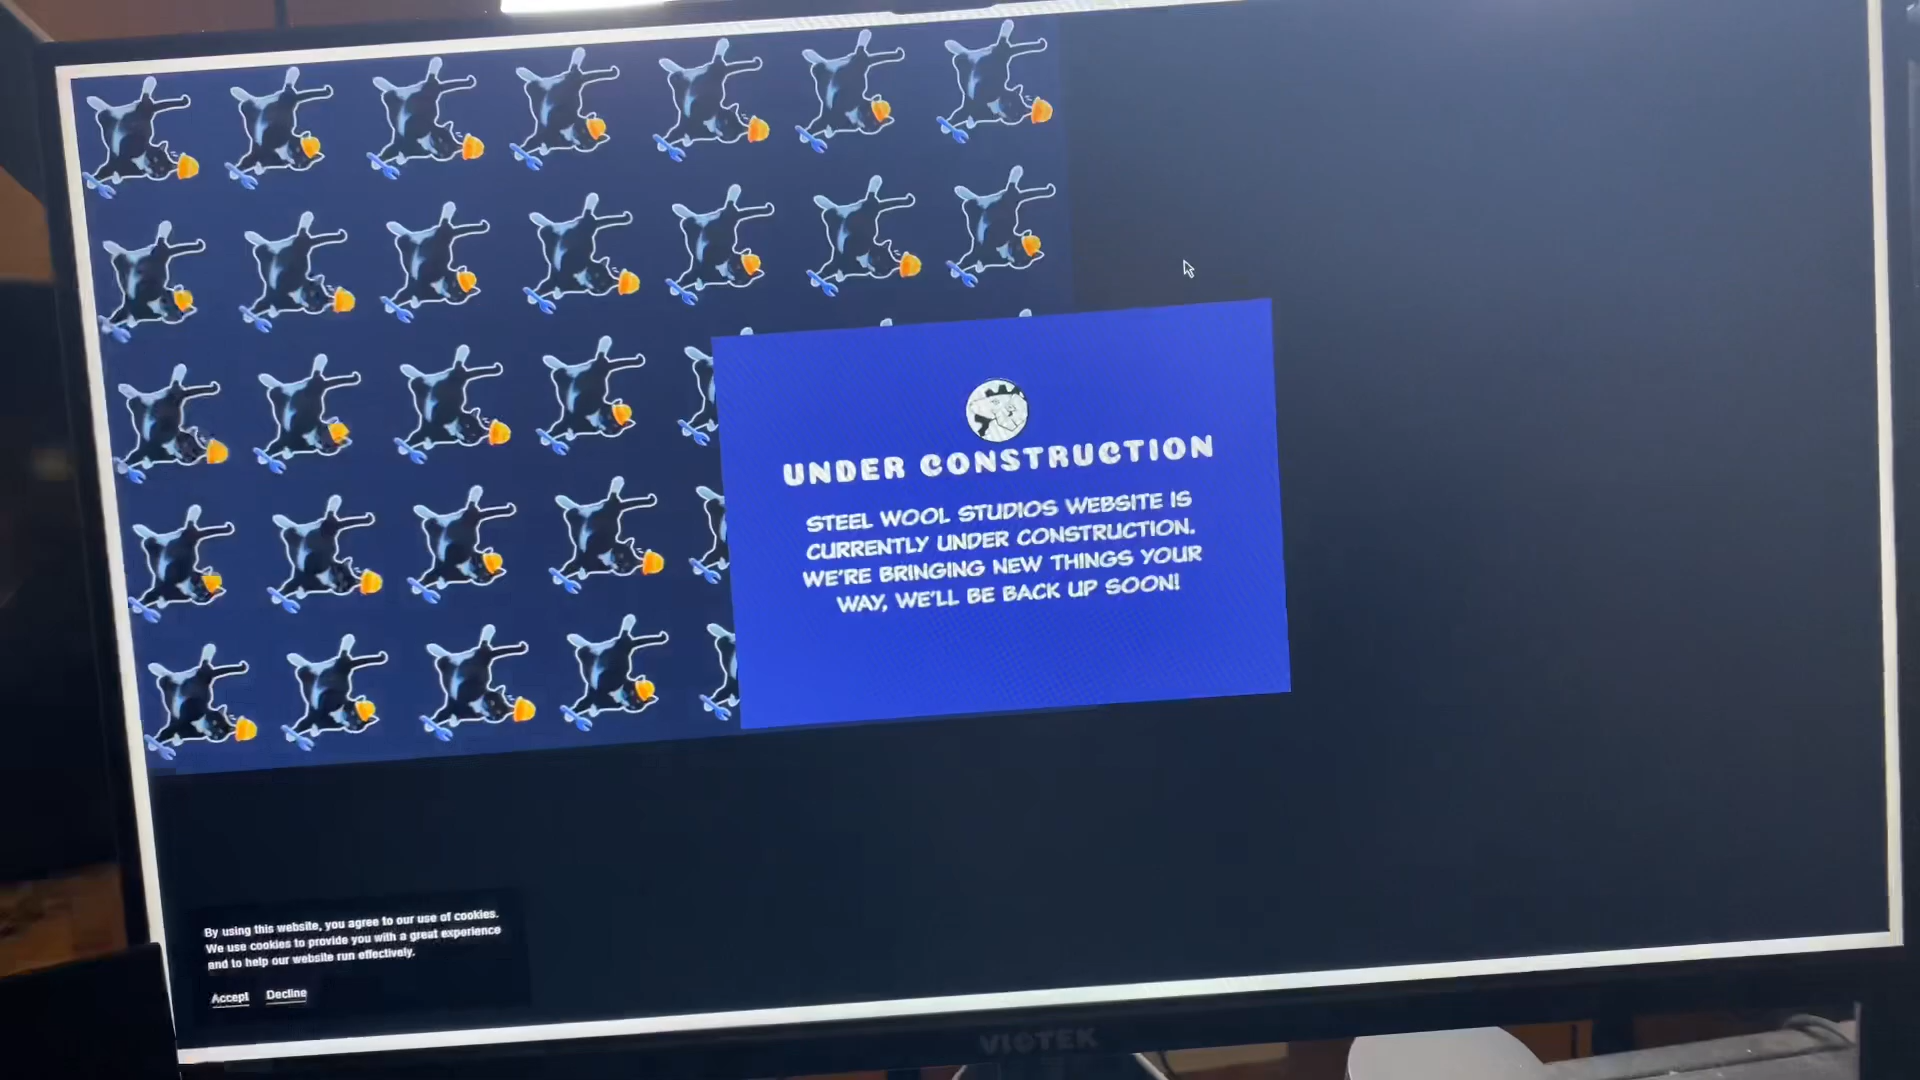 UNDER CONSTRUCTION
STEEL WOOL STUDIOS WEBSITE IS
CURRENTLY UNDER CONSTRUCTION.
WE'RE BRINGING NEW THINGS YOUR
WAY, WE'LL BE BACK UP SOON!
By using this website, you agree to our use of cookies.
We use cookies to provide you with a great experience
and to help our website run effectively.
Accept Decline
VIOTEK